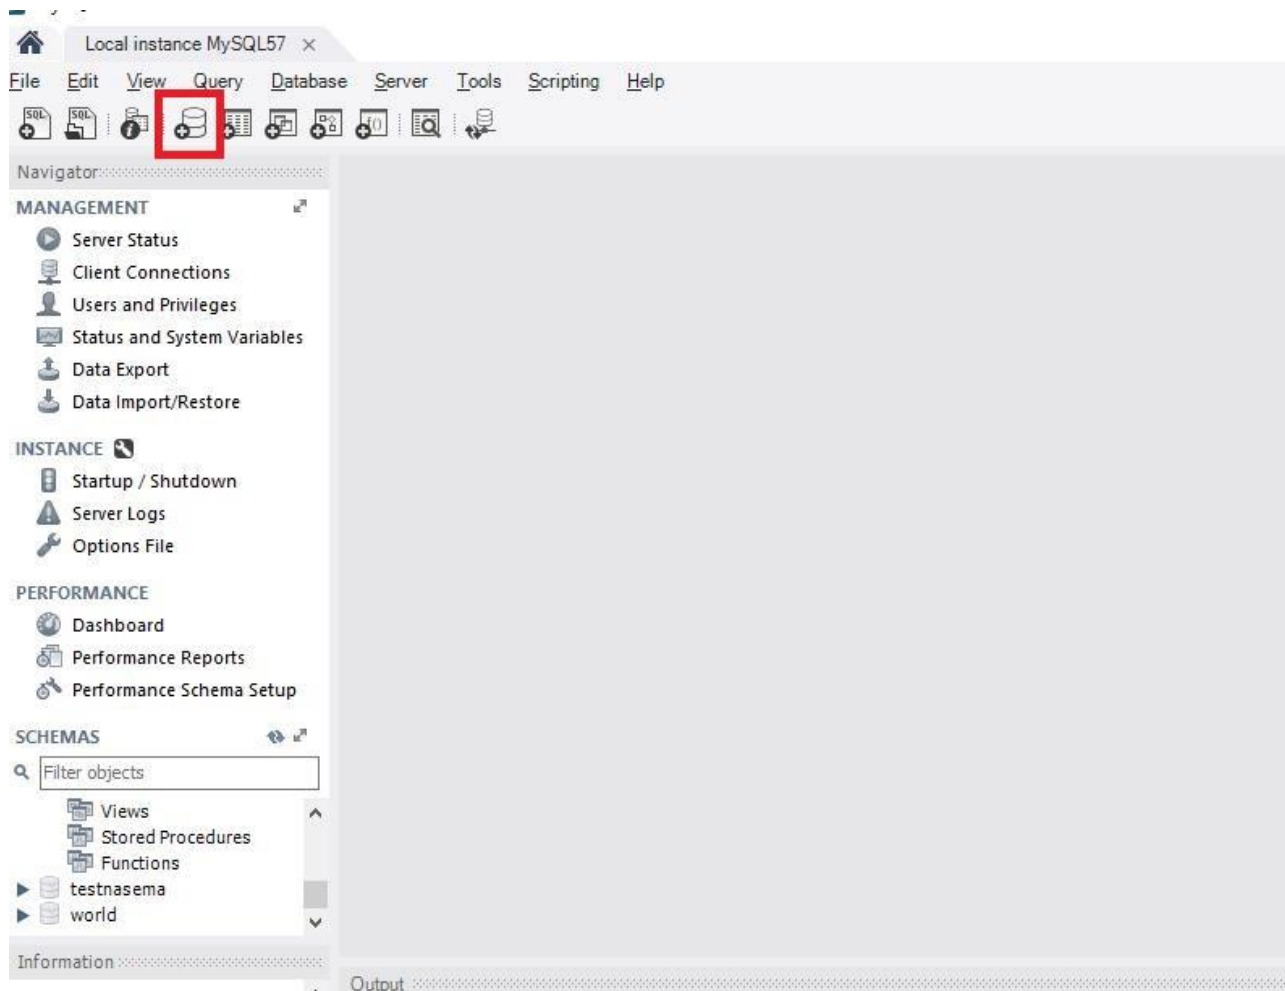 Local instance MySQL57 ×
File Edit View Query Database Server Tools Scripting Help
SQL SQL
Navigator
MANAGEMENT
Server Status
Client Connections
Users and Privileges
Status and System Variables
Data Export
Data Import/Restore
INSTANCE
Startup / Shutdown
Server Logs
Options File
PERFORMANCE
Dashboard
Performance Reports
Performance Schema Setup
SCHEMAS
Filter objects
Views
Stored Procedures
Functions
testnasema
world
Information
Output